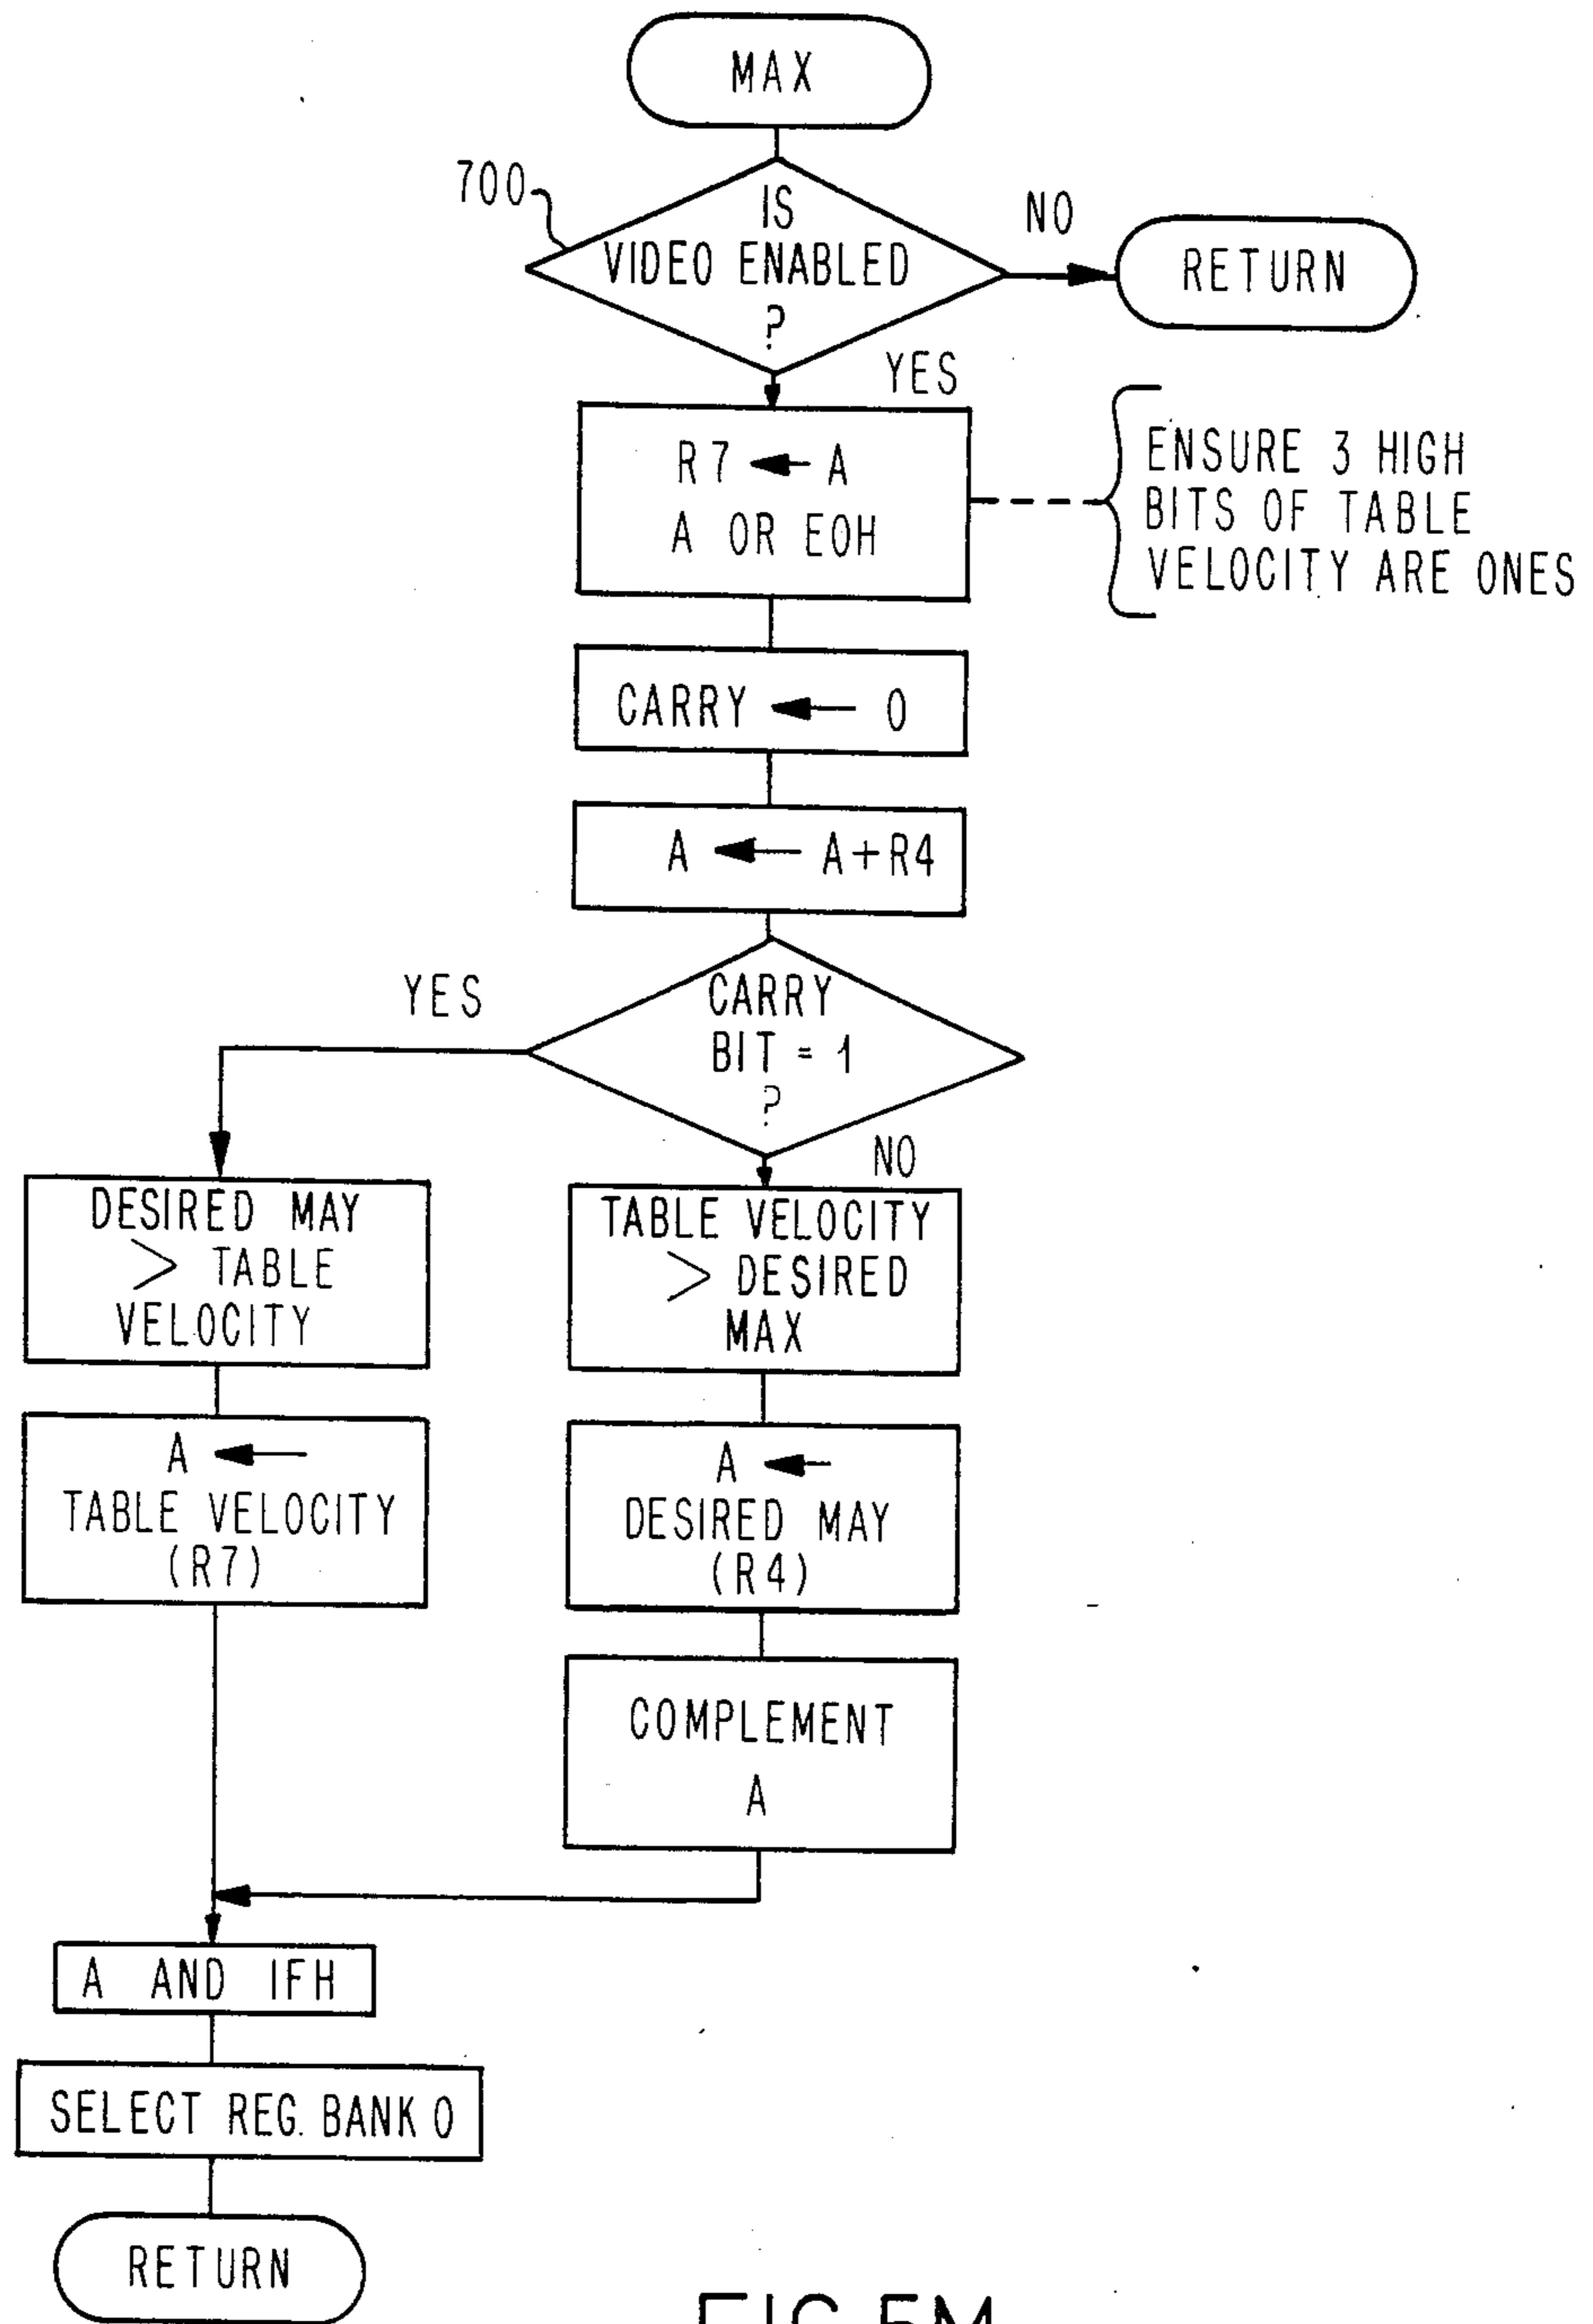 MAX
700
IS
VIDEO ENABLED
?
NO
RETURN
YES
R7 ← A
A OR EOH
ENSURE 3 HIGH
BITS OF TABLE
VELOCITY ARE ONES
CARRY ← 0
A ← A+R4
CARRY
BIT = 1
?
YES
NO
DESIRED MAY
> TABLE
VELOCITY
TABLE VELOCITY
> DESIRED
MAX
A ←
TABLE VELOCITY
(R7)
A ←
DESIRED MAY
(R4)
COMPLEMENT
A
A AND IFH
SELECT REG. BANK 0
RETURN
FIG. 5M